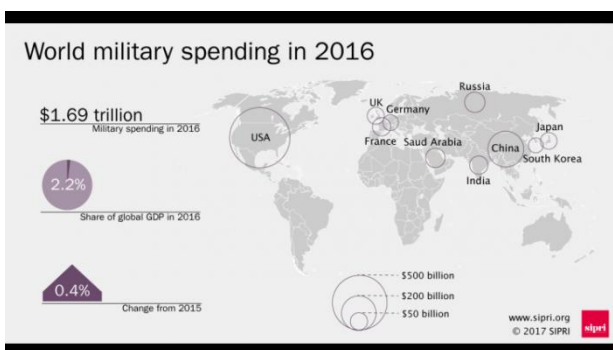 World military spending in 2016
$1.69 trillion
Military spending in 2016
2.2%
Share of global GDP in 2016
0.4%
Change from 2015
USA
UK
Germany
France
Saudi Arabia
Russia
India
China
Japan
South Korea
$500 billion
$200 billion
$50 billion
www.sipri.org
© 2017 SIPRI
sipri